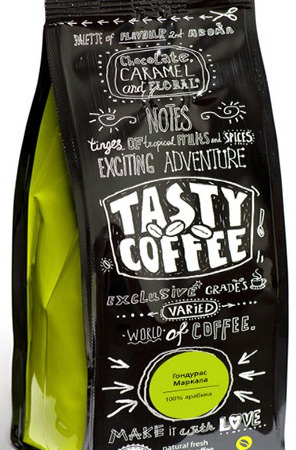 PALETTE of FLAVOUR and AROMA
Chocolate,
CARAMEL
and FLORAL
NOTES
tinges OF tropical FRUITS and SPICES
EXCITING ADVENTURE
TASTY
COFFEE
EXCLUSIVE GRADES
VARIED
WORLD of COFFEE.
Гондурас
Маркала
100% арабика
MAKE it with LOVE
natural fresh